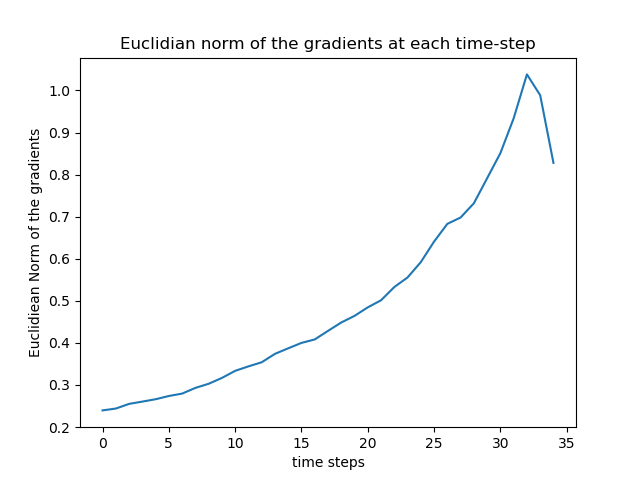 Euclidian norm of the gradients at each time-step
Euclidiean Norm of the gradients
1.0
0.9
0.8
0.7
0.6
0.5
0.4
0.3
0.2
0 5 10 15 20 25 30 35
time steps